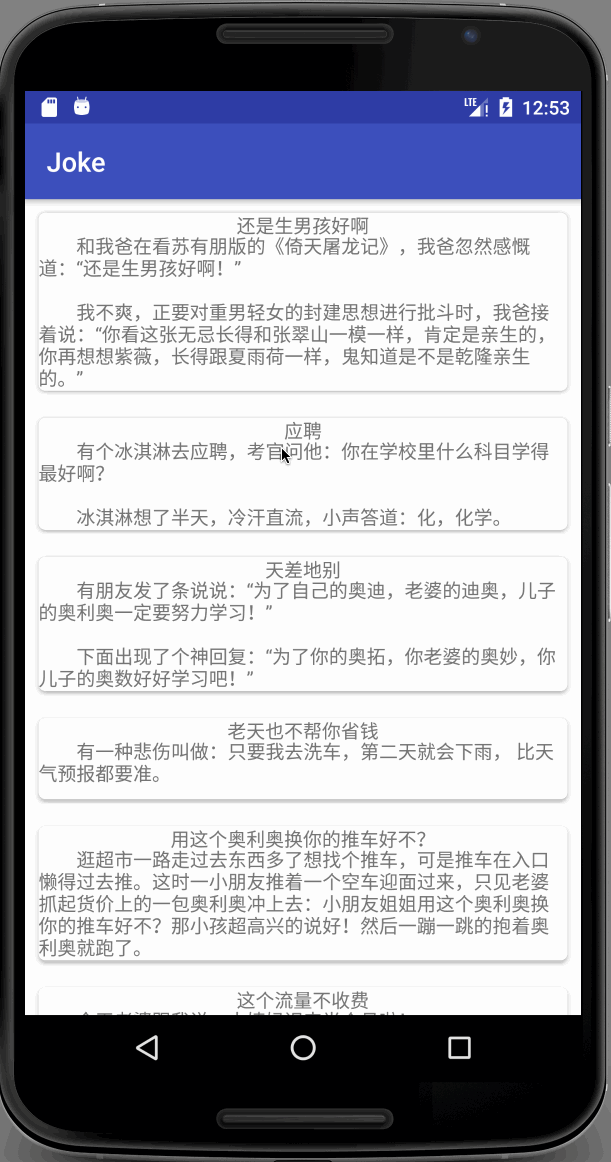 LTE 12:53
Joke
还是生男孩好啊
和我爸在看苏有朋版的《倚天屠龙记》，我爸忽然感慨
道：“还是生男孩好啊！”
我不爽，正要对重男轻女的封建思想进行批斗时，我爸接
着说：“你看这张无忌长得和张翠山一模一样，肯定是亲生的，
你再想想紫薇，长得跟夏雨荷一样，鬼知道是不是乾隆亲生
的。”
应聘
有个冰淇淋去应聘，考官问他：你在学校里什么科目学得
最好啊？
冰淇淋想了半天，冷汗直流，小声答道：化，化学。
天差地别
有朋友发了条说说：“为了自己的奥迪，老婆的迪奥，儿子
的奥利奥一定要努力学习！”
下面出现了个神回复：“为了你的奥拓，你老婆的奥妙，你
儿子的奥数好好学习吧！”
老天也不帮你省钱
有一种悲伤叫做：只要我去洗车，第二天就会下雨， 比天
气预报都要准。
用这个奥利奥换你的推车好不？
逛超市一路走过去东西多了想找个推车，可是推车在入口
懒得过去推。这时一小朋友推着一个空车迎面过来，只见老婆
抓起货价上的一包奥利奥冲上去：小朋友姐姐用这个奥利奥换
你的推车好不？那小孩超高兴的说好！然后一蹦一跳的抱着奥
利奥就跑了。
这个流量不收费